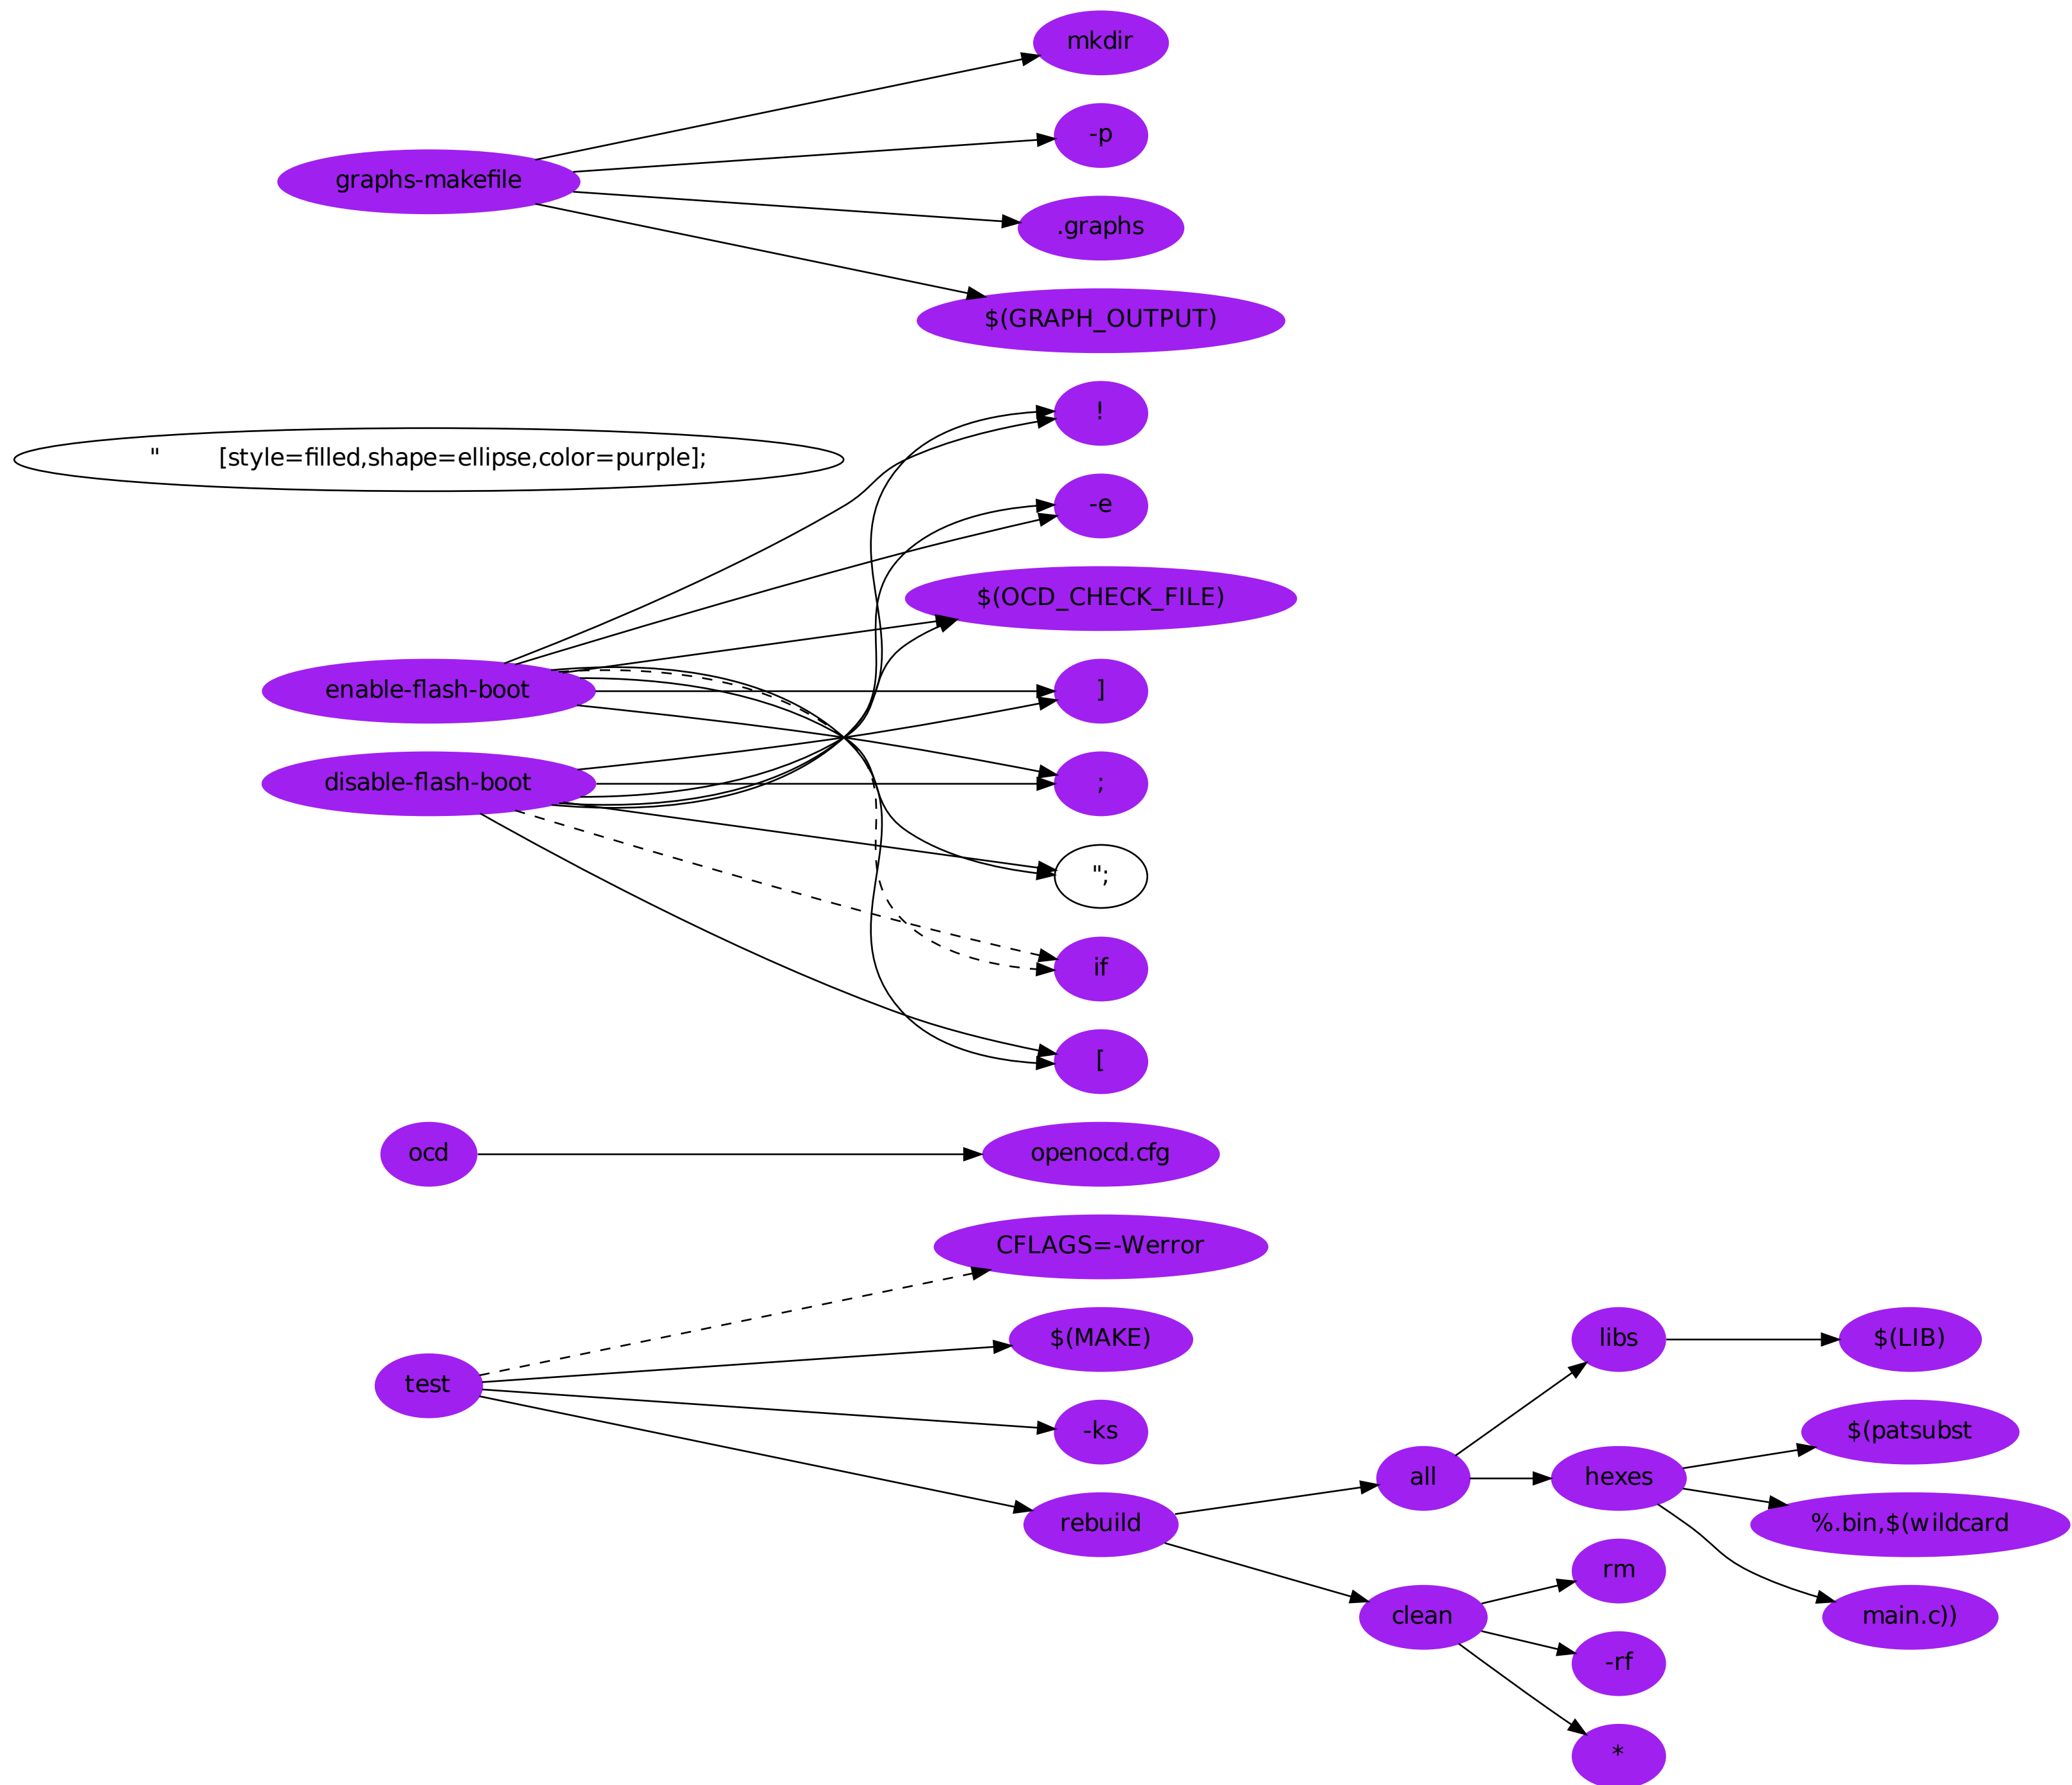 mkdir
-p
graphs-makefile
.graphs
$(GRAPH_OUTPUT)
!
"        [style=filled,shape=ellipse,color=purple];
-e
$(OCD_CHECK_FILE)
enable-flash-boot
]
disable-flash-boot
;
";
if
[
ocd
openocd.cfg
CFLAGS=-Werror
$(MAKE)
libs
$(LIB)
test
-ks
$(patsubst
all
hexes
rebuild
%.bin,$(wildcard
rm
clean
main.c))
-rf
*